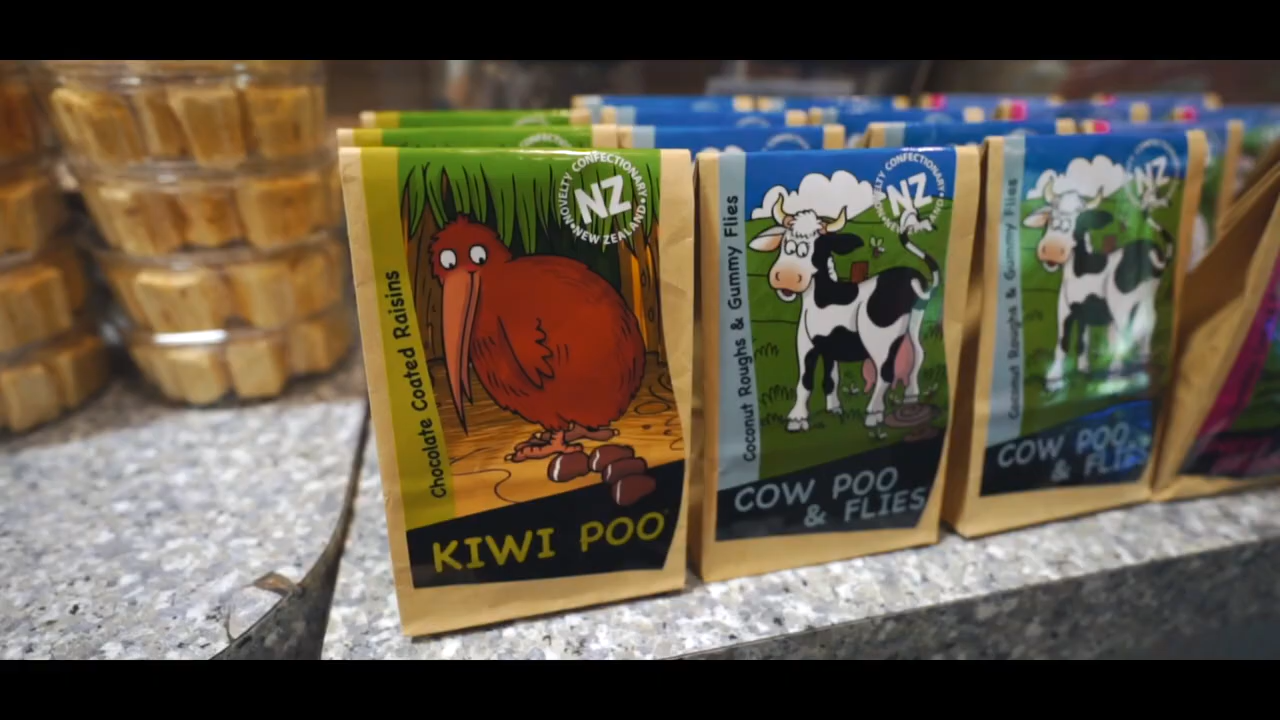 Chocolate Coated Raisins
NOVELTY CONFECTIONARY
NZ
NEW ZEALAND
KIWI POO
Coconut Roughs & Gummy Flies
NOVELTY CONFECTIONARY
NZ
COW POO
& FLIES
Coconut Roughs & Gummy Flies
NZ
COW POO
& FLIES